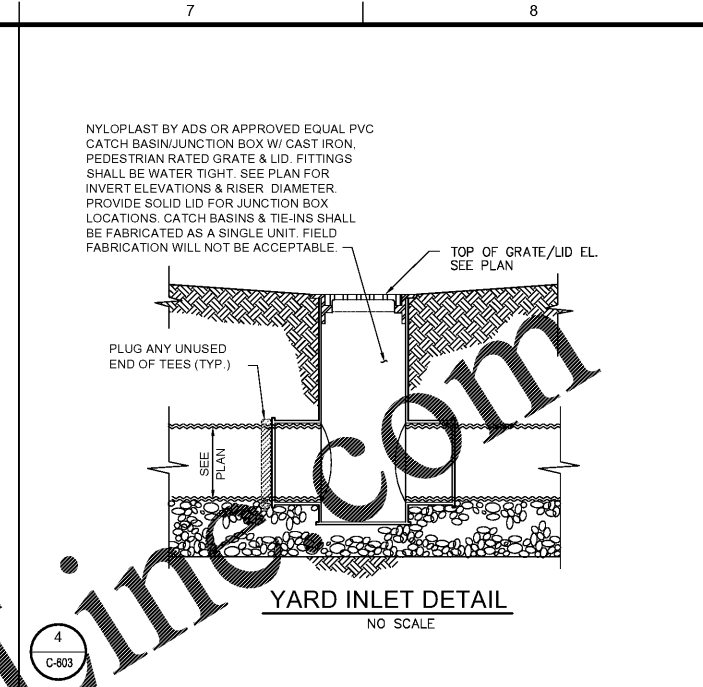 7
8
NYLOPLAST BY ADS OR APPROVED EQUAL PVC
CATCH BASIN/JUNCTION BOX W/ CAST IRON,
PEDESTRIAN RATED GRATE & LID. FITTINGS
SHALL BE WATER TIGHT. SEE PLAN FOR
INVERT ELEVATIONS & RISER DIAMETER.
PROVIDE SOLID LID FOR JUNCTION BOX
LOCATIONS. CATCH BASINS & TIE-INS SHALL
BE FABRICATED AS A SINGLE UNIT. FIELD
FABRICATION WILL NOT BE ACCEPTABLE.
TOP OF GRATE/LID EL.
SEE PLAN
PLUG ANY UNUSED
END OF TEES (TYP.)
SEE
PLAN
ine.com
YARD INLET DETAIL
NO SCALE
4
C-603